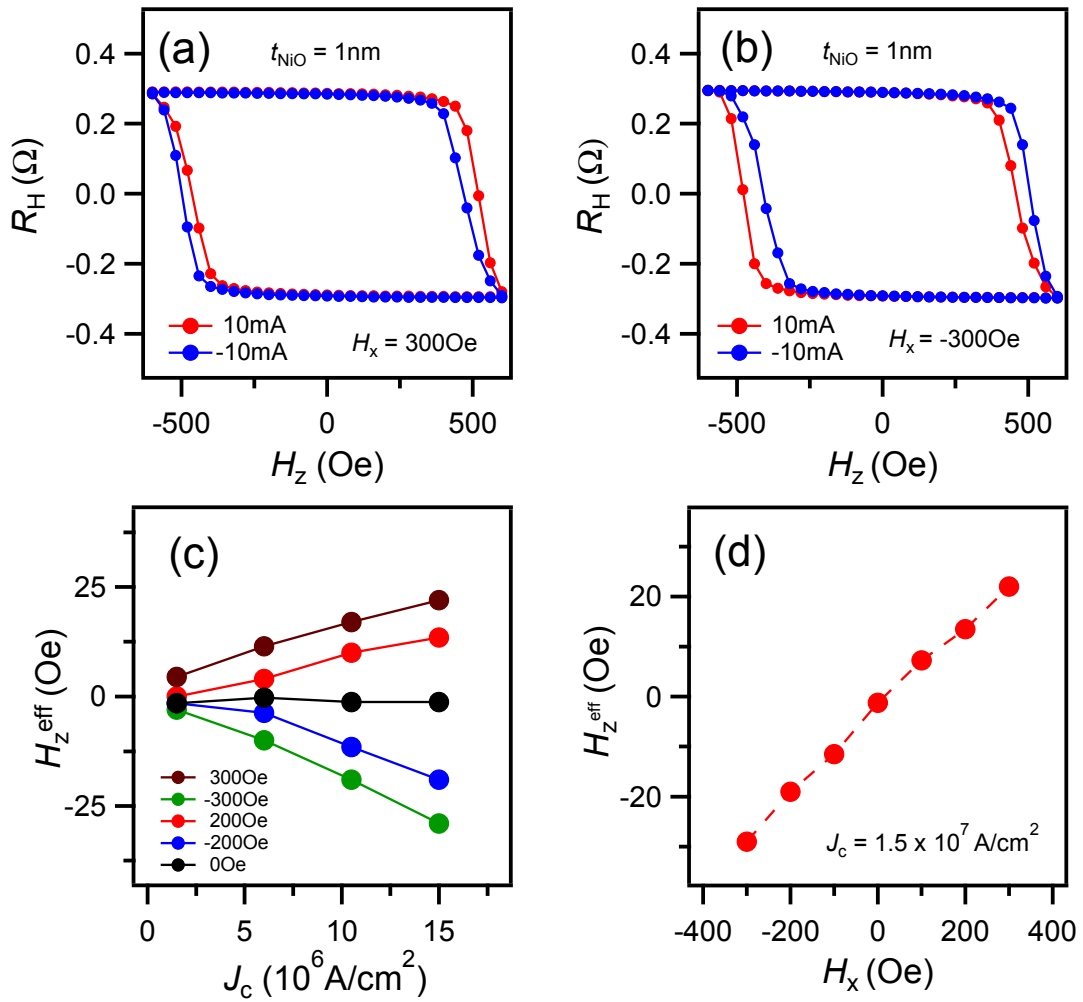 (a)
t_NiO = 1nm
0.4
0.2
0.0
-0.2
-0.4
R_H (Ω)
10mA
-10mA
H_x = 300Oe
-500
0
500
H_z (Oe)
(b)
t_NiO = 1nm
0.4
0.2
0.0
-0.2
-0.4
R_H (Ω)
10mA
-10mA
H_x = -300Oe
-500
0
500
H_z (Oe)
(c)
25
0
-25
H_z^eff (Oe)
300Oe
-300Oe
200Oe
-200Oe
0Oe
0
5
10
15
J_c (10^6 A/cm^2)
(d)
20
0
-20
H_z^eff (Oe)
J_c = 1.5 x 10^7 A/cm^2
-400
-200
0
200
400
H_x (Oe)